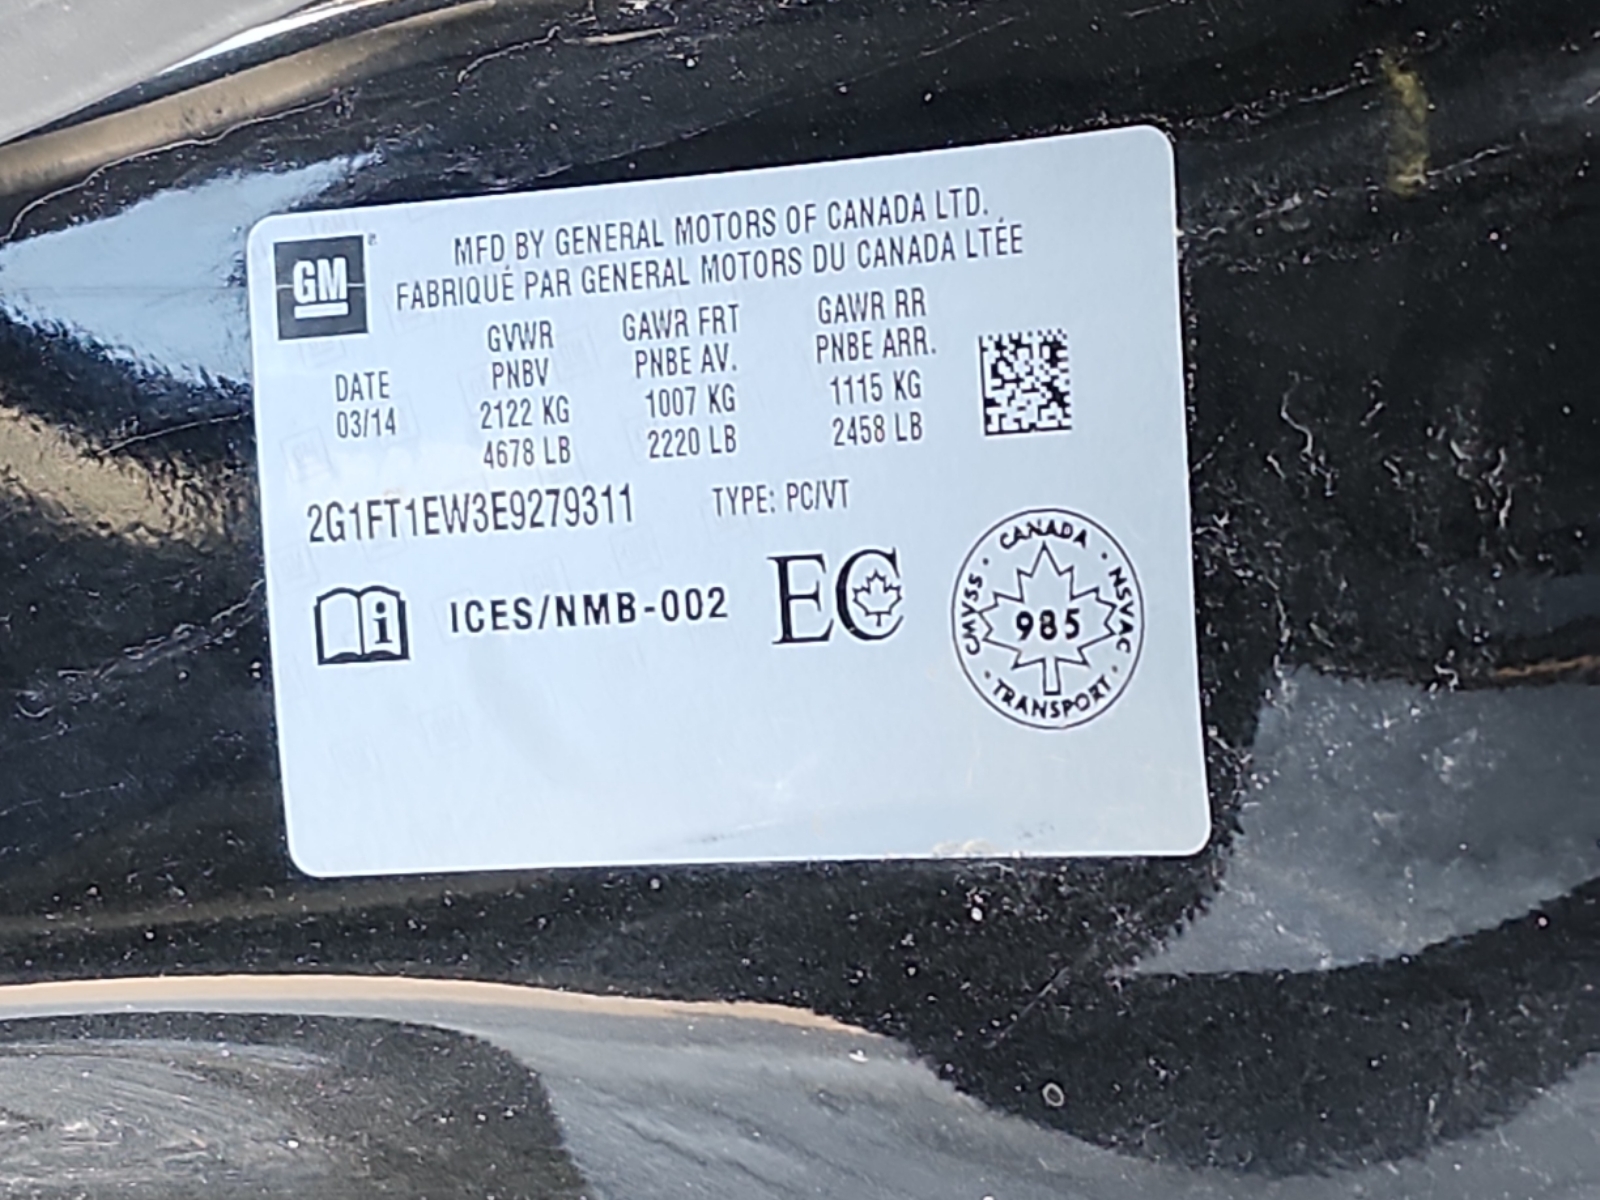 GM
MFD BY GENERAL MOTORS OF CANADA LTD.
FABRIQUÉ PAR GENERAL MOTORS DU CANADA LTÉE
DATE
03/14
GVWR
PNBV
2122 KG
4678 LB
GAWR FRT
PNBE AV.
1007 KG
2220 LB
GAWR RR
PNBE ARR.
1115 KG
2458 LB
2G1FT1EW3E9279311 TYPE: PC/VT
i ICES/NMB-002 EC
CANADA
CMVSS · NSVAC
985
TRANSPORT